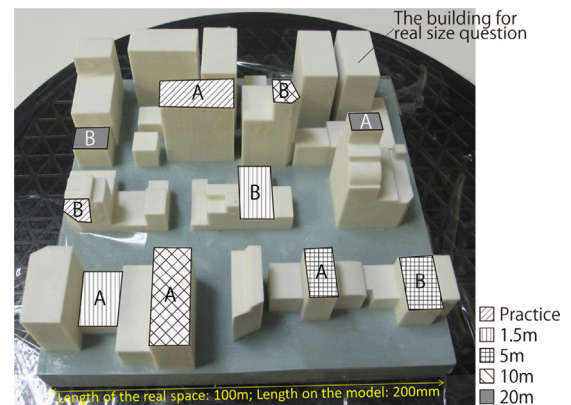 The building for
real size question
A
B
B
A
B
B
A
A
A
B
Practice
1.5m
5m
10m
20m
Length of the real space: 100m; Length on the model: 200mm